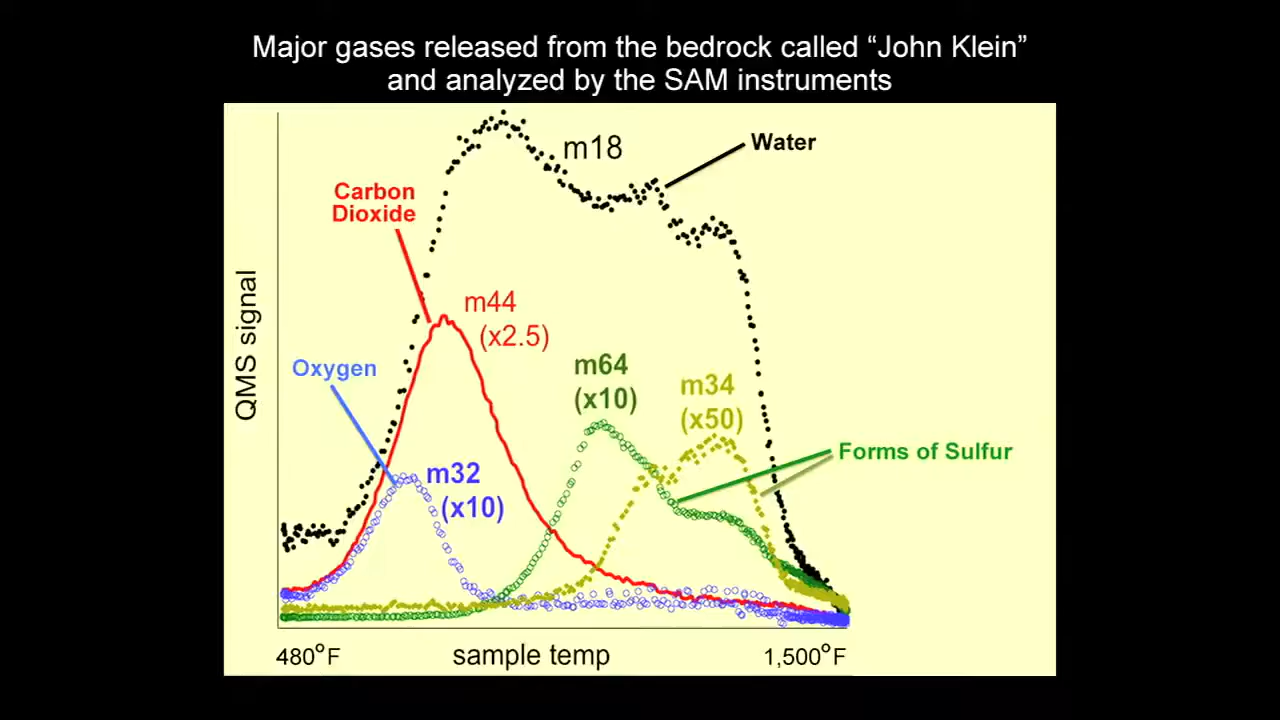 Major gases released from the bedrock called “John Klein”
and analyzed by the SAM instruments
m18
Water
Carbon
Dioxide
m44
(x2.5)
Oxygen
m32
(x10)
m64
(x10)
m34
(x50)
Forms of Sulfur
QMS signal
480°F
sample temp
1,500°F